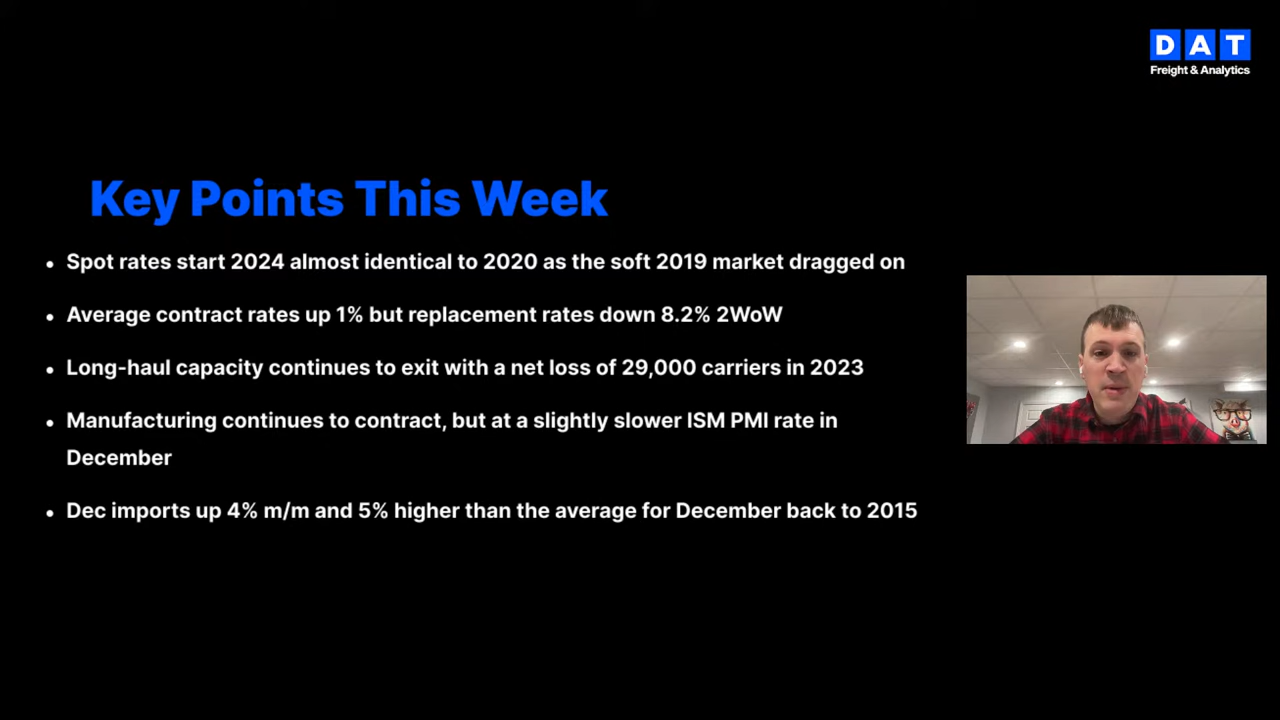 DAT
Freight & Analytics
Key Points This Week
• Spot rates start 2024 almost identical to 2020 as the soft 2019 market dragged on
• Average contract rates up 1% but replacement rates down 8.2% 2WoW
• Long-haul capacity continues to exit with a net loss of 29,000 carriers in 2023
• Manufacturing continues to contract, but at a slightly slower ISM PMI rate in
December
• Dec imports up 4% m/m and 5% higher than the average for December back to 2015